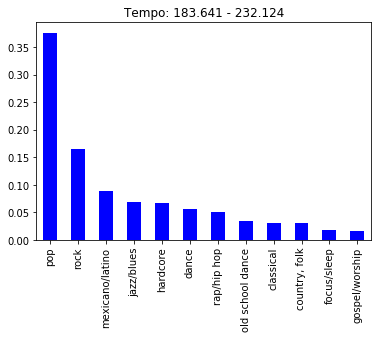 Tempo: 183.641 - 232.124
0.35
0.30
0.25
0.20
0.15
0.10
0.05
0.00
pop
rock
mexicano/latino
jazz/blues
hardcore
dance
rap/hip hop
old school dance
classical
country, folk
focus/sleep
gospel/worship